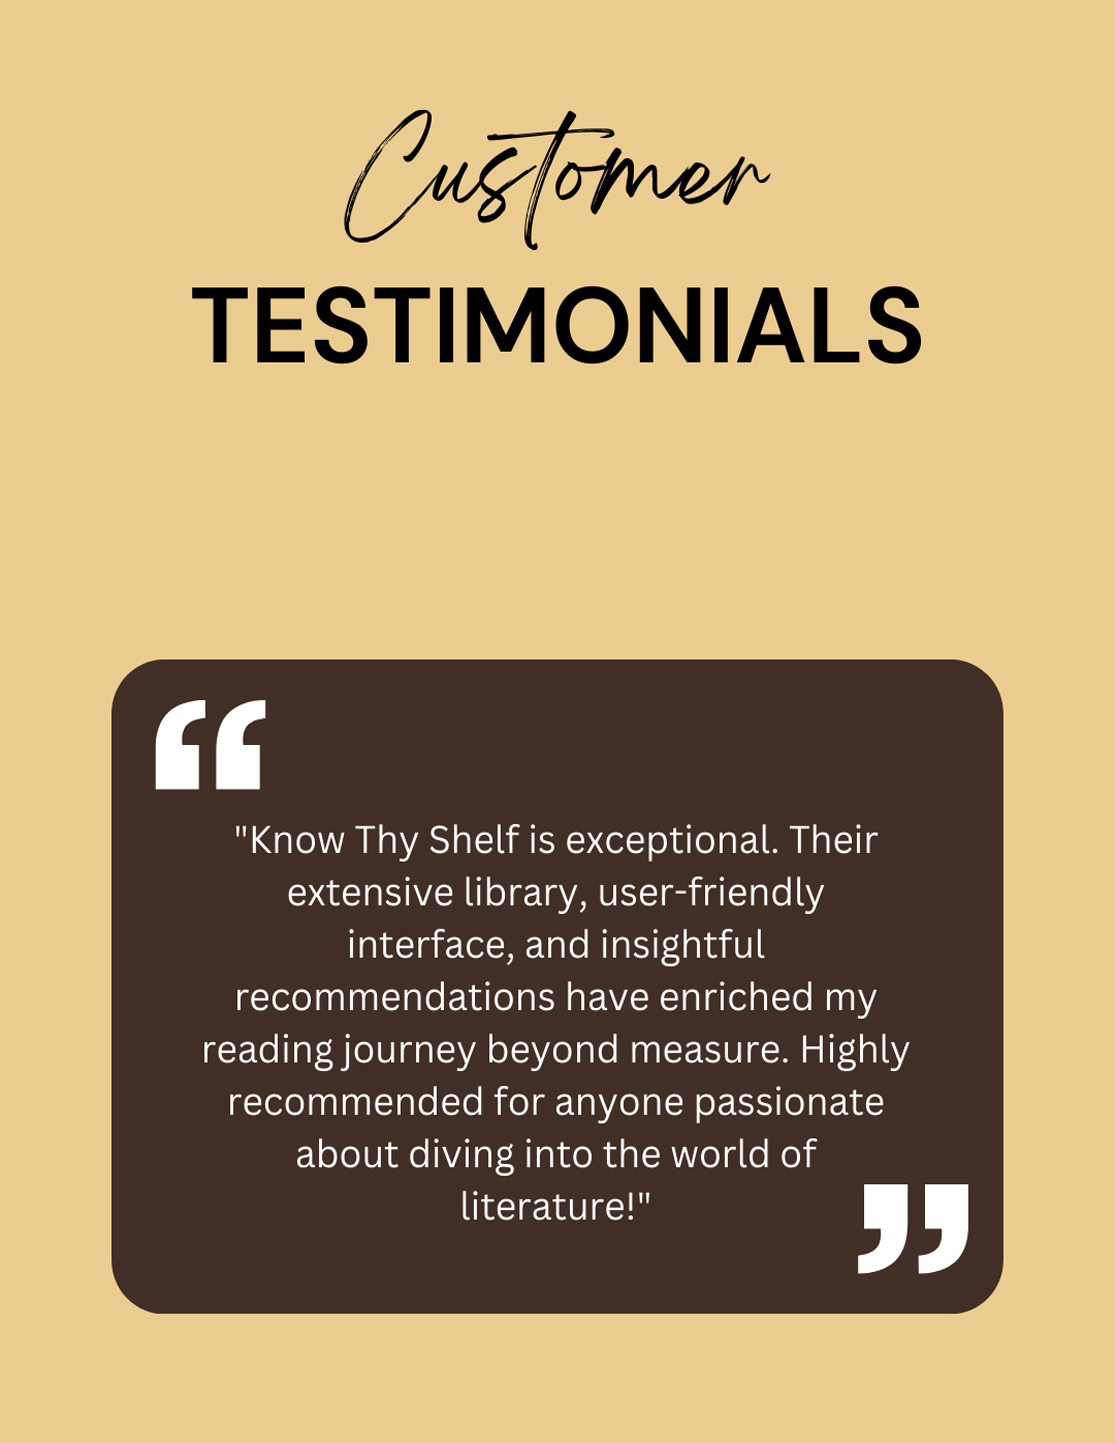 Customer
TESTIMONIALS
"Know Thy Shelf is exceptional. Their
extensive library, user-friendly
interface, and insightful
recommendations have enriched my
reading journey beyond measure. Highly
recommended for anyone passionate
about diving into the world of
literature!"